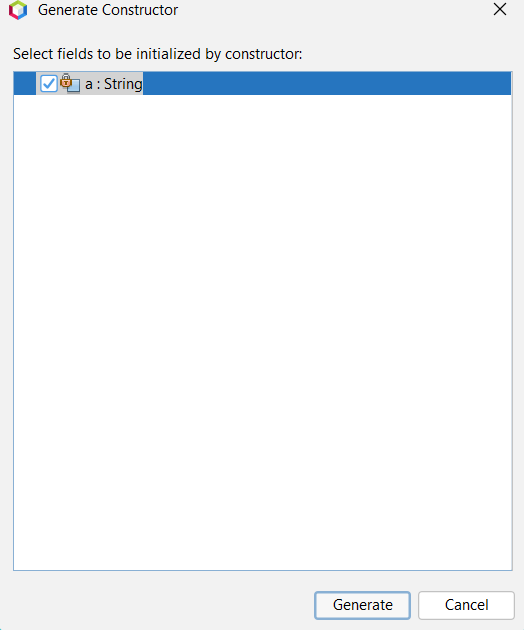 Generate Constructor
Select fields to be initialized by constructor:
a : String
Generate
Cancel